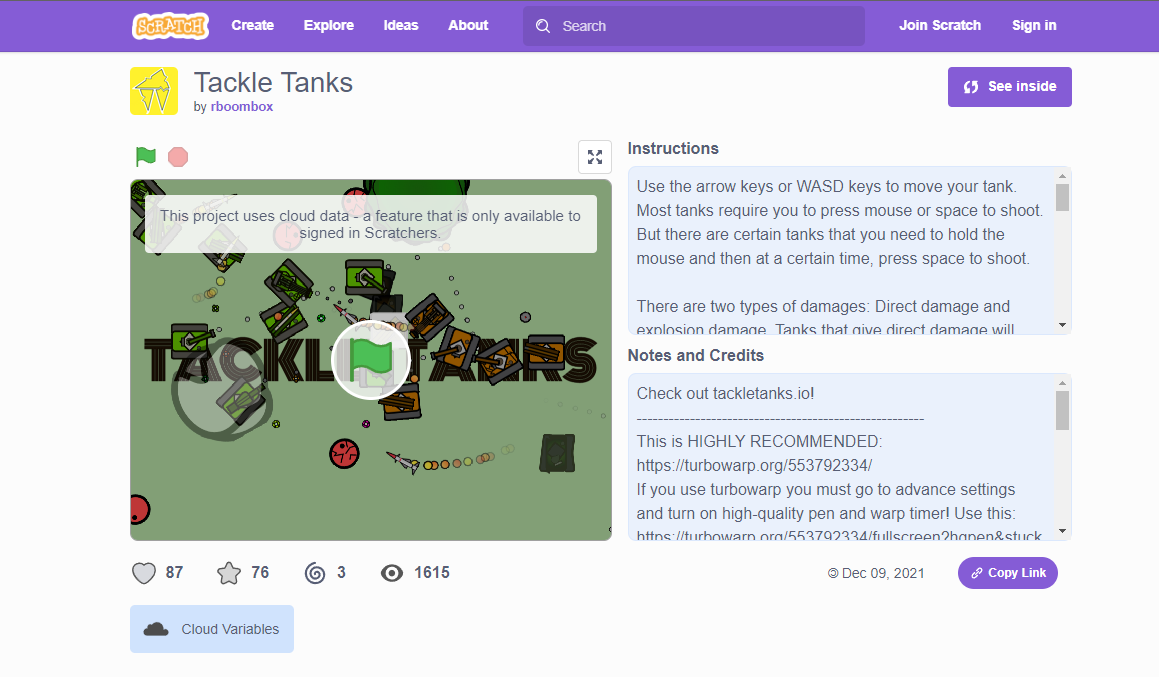 SCRATCH
Create
Explore
Ideas
About
Search
Join Scratch
Sign in
Tackle Tanks
by rboombox
See inside
This project uses cloud data - a feature that is only available to
signed in Scratchers.
TACKLE TANKS
Instructions
Use the arrow keys or WASD keys to move your tank.
Most tanks require you to press mouse or space to shoot.
But there are certain tanks that you need to hold the
mouse and then at a certain time, press space to shoot.
There are two types of damages: Direct damage and
explosion damage. Tanks that give direct damage will
Notes and Credits
Check out tackletanks.io!
----------------------------------------------------
This is HIGHLY RECOMMENDED:
https://turbowarp.org/553792334/
If you use turbowarp you must go to advance settings
and turn on high-quality pen and warp timer! Use this:
https://turbowarp.org/553792334/fullscreen?hqpen&stuck
87
76
3
1615
© Dec 09, 2021
Copy Link
Cloud Variables